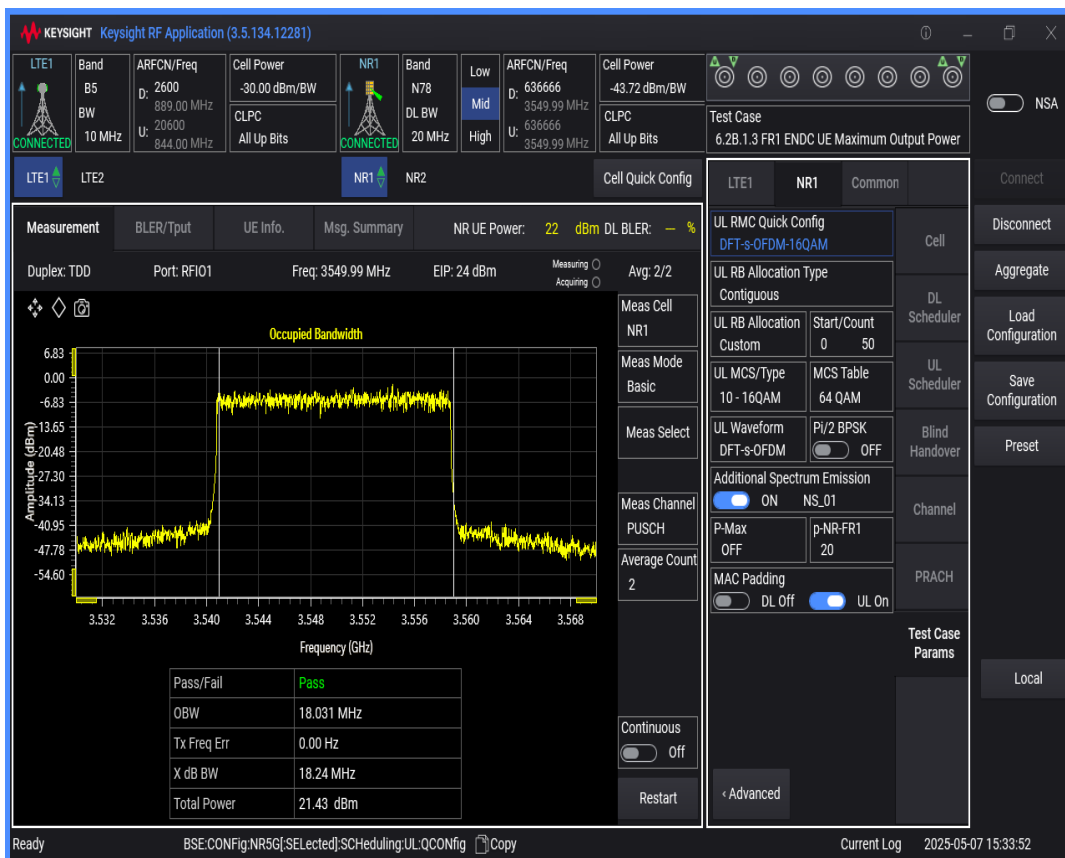 KEYSIGHT Keysight RF Application (3.5.134.12281)
LTE1 Band ARFCN/Freq Cell Power NR1 Band Low ARFCN/Freq Cell Power
B5 D: 2600 -30.00 dBm/BW N78 D: 636666 -43.72 dBm/BW
889.00 MHz 3549.99 MHz
BW CLPC DL BW Mid CLPC Test Case
NSA
CONNECTED 10 MHz U: 20600 All Up Bits CONNECTED 20 MHz High U: 636666 All Up Bits 6.2B.1.3 FR1 ENDC UE Maximum Output Power
844.00 MHz 3549.99 MHz
LTE1 LTE2 NR1 NR2 Cell Quick Config
LTE1 NR1 Common
Connect
Measurement BLER/Tput UE Info. Msg. Summary NR UE Power: 22 dBm DL BLER: — %
Duplex: TDD Port: RFIO1 Freq: 3549.99 MHz EIP: 24 dBm Measuring Avg: 2/2
Acquiring
Occupied Bandwidth
Amplitude (dBm)
6.83
0.00
-6.83
-13.65
-20.48
-27.30
-34.13
-40.95
-47.78
-54.60
3.532 3.536 3.540 3.544 3.548 3.552 3.556 3.560 3.564 3.568
Frequency (GHz)
Pass/Fail Pass
OBW 18.031 MHz
Tx Freq Err 0.00 Hz
X dB BW 18.24 MHz
Total Power 21.43 dBm
Meas Cell
NR1
Meas Mode
Basic
Meas Select
Meas Channel
PUSCH
Average Count
2
Continuous
Off
Restart
UL RMC Quick Config
DFT-s-OFDM-16QAM
UL RB Allocation Type
Contiguous
UL RB Allocation Start/Count
Custom 0 50
UL MCS/Type MCS Table
10 - 16QAM 64 QAM
UL Waveform Pi/2 BPSK
DFT-s-OFDM OFF
Additional Spectrum Emission
ON NS_01
P-Max p-NR-FR1
OFF 20
MAC Padding
DL Off UL On
‹ Advanced
Cell
DL
Scheduler
UL
Scheduler
Blind
Handover
Channel
PRACH
Test Case
Params
Disconnect
Aggregate
Load
Configuration
Save
Configuration
Preset
Local
Ready BSE:CONFig:NR5G[:SELected]:SCHeduling:UL:QCONfig Copy Current Log 2025-05-07 15:33:52